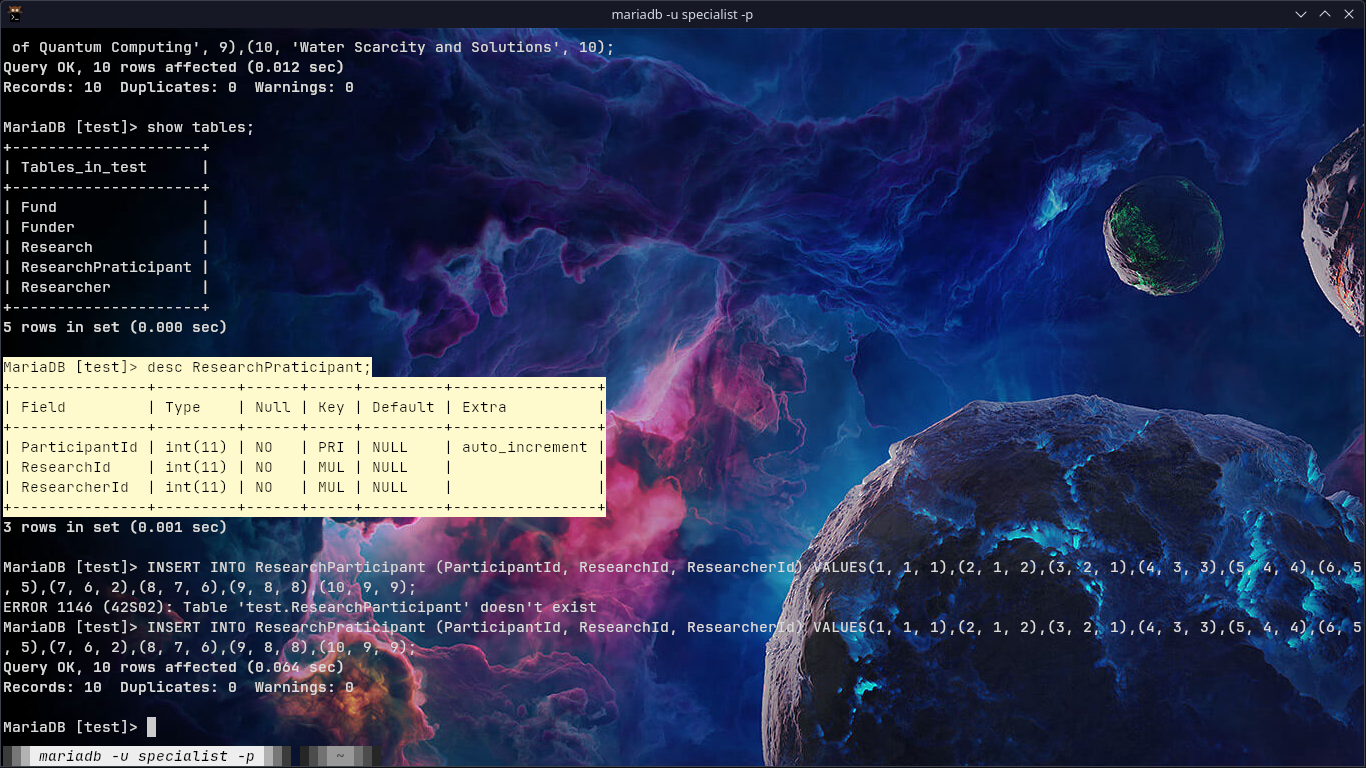 mariadb -u specialist -p
 of Quantum Computing', 9),(10, 'Water Scarcity and Solutions', 10);
Query OK, 10 rows affected (0.012 sec)
Records: 10  Duplicates: 0  Warnings: 0
MariaDB [test]> show tables;
+---------------------+
| Tables_in_test      |
+---------------------+
| Fund                |
| Funder              |
| Research            |
| ResearchPraticipant |
| Researcher          |
+---------------------+
5 rows in set (0.000 sec)
MariaDB [test]> desc ResearchPraticipant;
+---------------+---------+------+-----+---------+----------------+
| Field         | Type    | Null | Key | Default | Extra          |
+---------------+---------+------+-----+---------+----------------+
| ParticipantId | int(11) | NO   | PRI | NULL    | auto_increment |
| ResearchId    | int(11) | NO   | MUL | NULL    |                |
| ResearcherId  | int(11) | NO   | MUL | NULL    |                |
+---------------+---------+------+-----+---------+----------------+
3 rows in set (0.001 sec)
MariaDB [test]> INSERT INTO ResearchParticipant (ParticipantId, ResearchId, ResearcherId) VALUES(1, 1, 1),(2, 1, 2),(3, 2, 1),(4, 3, 3),(5, 4, 4),(6, 5
, 5),(7, 6, 2),(8, 7, 6),(9, 8, 8),(10, 9, 9);
ERROR 1146 (42S02): Table 'test.ResearchParticipant' doesn't exist
MariaDB [test]> INSERT INTO ResearchPraticipant (ParticipantId, ResearchId, ResearcherId) VALUES(1, 1, 1),(2, 1, 2),(3, 2, 1),(4, 3, 3),(5, 4, 4),(6, 5
, 5),(7, 6, 2),(8, 7, 6),(9, 8, 8),(10, 9, 9);
Query OK, 10 rows affected (0.064 sec)
Records: 10  Duplicates: 0  Warnings: 0
MariaDB [test]>
mariadb -u specialist -p ~